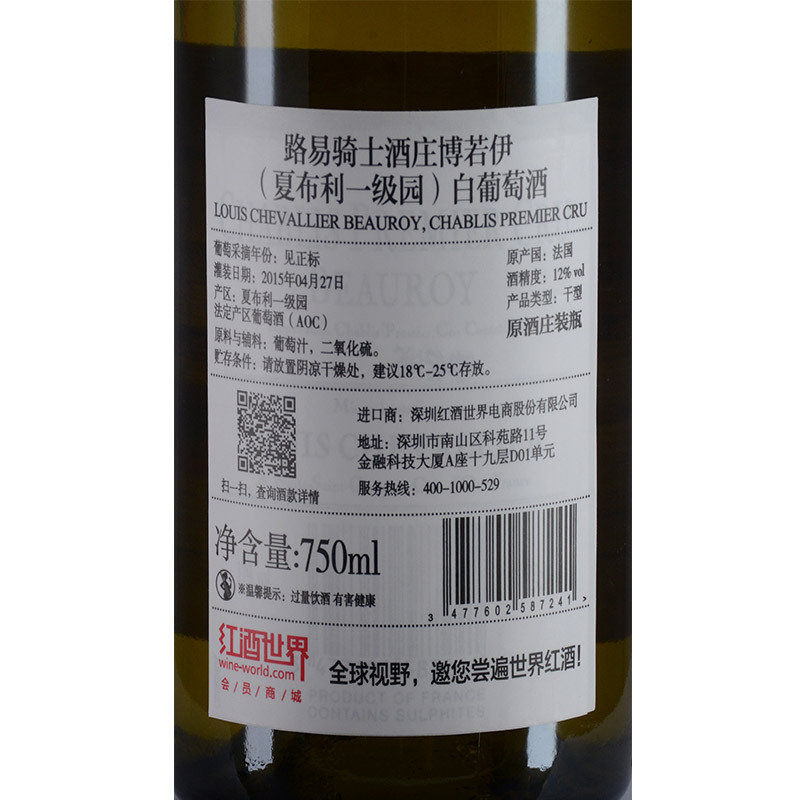 路易骑士酒庄博若伊
（夏布利一级园）白葡萄酒
LOUIS CHEVALLIER BEAUROY, CHABLIS PREMIER CRU
葡萄采摘年份：见正标
灌装日期：2015年04月27日
产区：夏布利一级园
法定产区葡萄酒（AOC）
原料与辅料：葡萄汁，二氧化硫。
贮存条件：请放置阴凉干燥处，建议18℃-25℃存放。
原产国：法国
酒精度：12% vol
产品类型：干型
原酒庄装瓶
扫一扫，查询酒款详情
进口商：深圳红酒世界电商股份有限公司
地址：深圳市南山区科苑路11号
金融科技大厦A座十九层D01单元
服务热线：400-1000-529
净含量:750ml
※温馨提示：过量饮酒 有害健康
3 477602 587241 >
红酒世界
wine-world.com
会/员/商/城
全球视野，邀您尝遍世界红酒!
PRODUCT OF FRANCE
CONTAINS SULPHITES